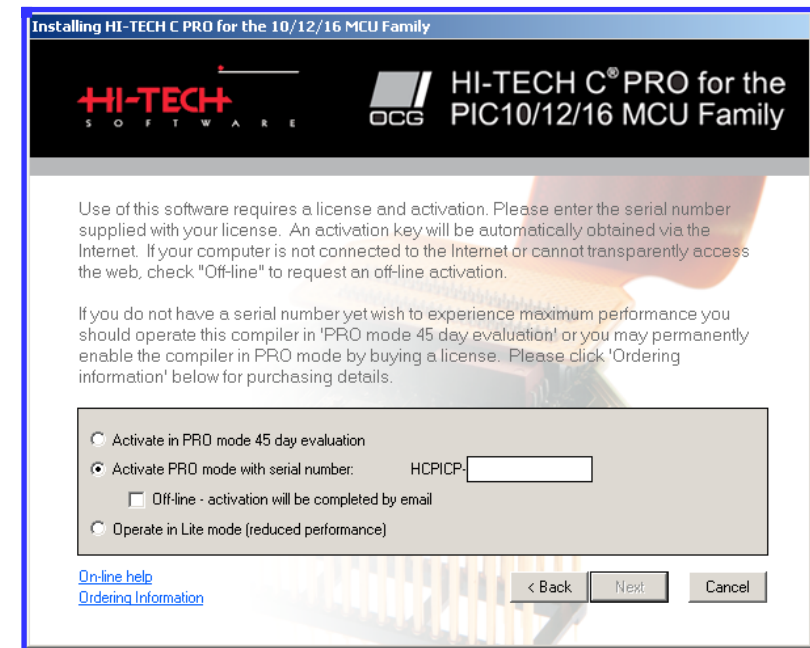 Installing HI-TECH C PRO for the 10/12/16 MCU Family
HI-TECH
SOFTWARE
OCG
HI-TECH C® PRO for the
PIC10/12/16 MCU Family
Use of this software requires a license and activation. Please enter the serial number
supplied with your license. An activation key will be automatically obtained via the
Internet. If your computer is not connected to the Internet or cannot transparently access
the web, check "Off-line" to request an off-line activation.
If you do not have a serial number yet wish to experience maximum performance you
should operate this compiler in 'PRO mode 45 day evaluation' or you may permanently
enable the compiler in PRO mode by buying a license. Please click 'Ordering
information' below for purchasing details.
Activate in PRO mode 45 day evaluation
Activate PRO mode with serial number: HCPICP-
Off-line - activation will be completed by email
Operate in Lite mode (reduced performance)
On-line help
Ordering Information
< Back Next Cancel